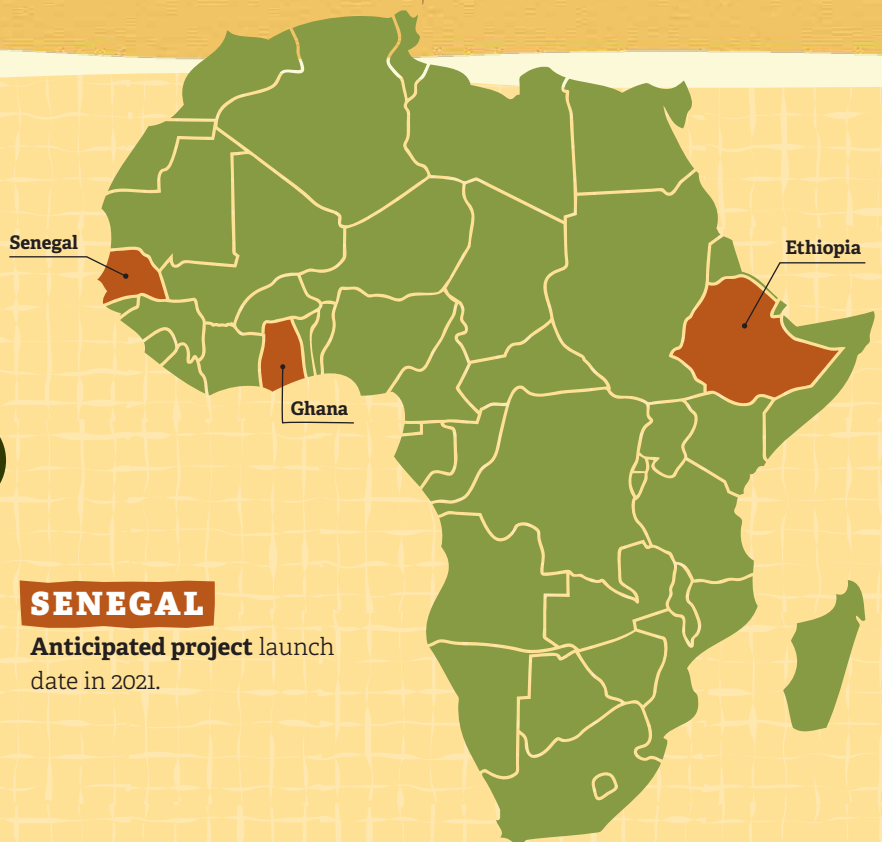 Senegal
Ethiopia
Ghana
SENEGAL
Anticipated project launch
date in 2021.